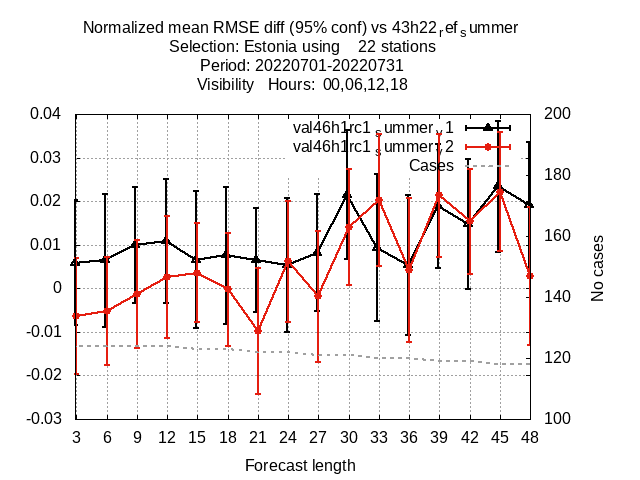 Normalized mean RMSE diff (95% conf) vs 43h22refsummer
Selection: Estonia using 22 stations
Period: 20220701-20220731
Visibility Hours: 00,06,12,18
0.04
0.03
0.02
0.01
0
-0.01
-0.02
-0.03
200
180
160
140
120
100
val46h1rc1summerv1
val46h1rc1summerv2
Cases
No cases
3 6 9 12 15 18 21 24 27 30 33 36 39 42 45 48
Forecast length